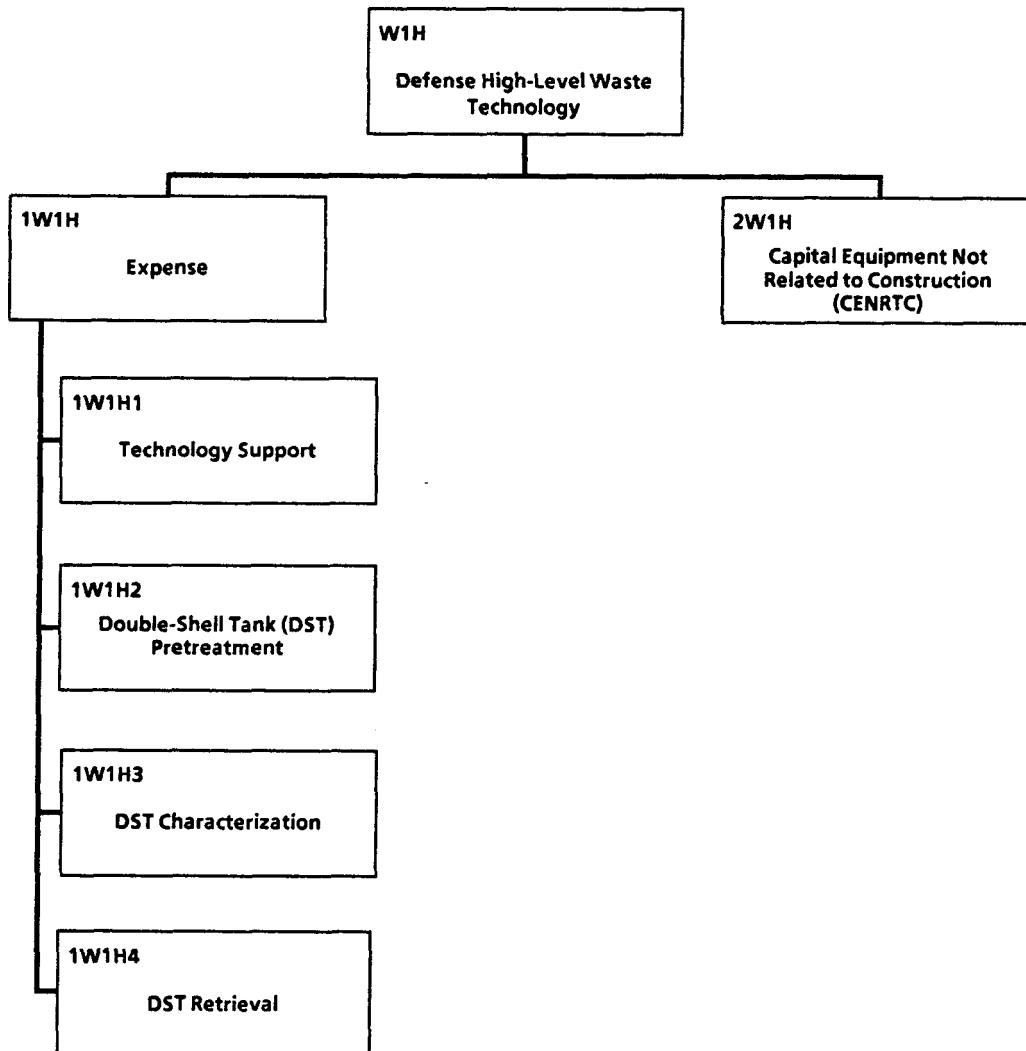 W1H
Defense High-Level Waste
Technology
1W1H
Expense
2W1H
Capital Equipment Not
Related to Construction
(CENRTC)
1W1H1
Technology Support
1W1H2
Double-Shell Tank (DST)
Pretreatment
1W1H3
DST Characterization
1W1H4
DST Retrieval